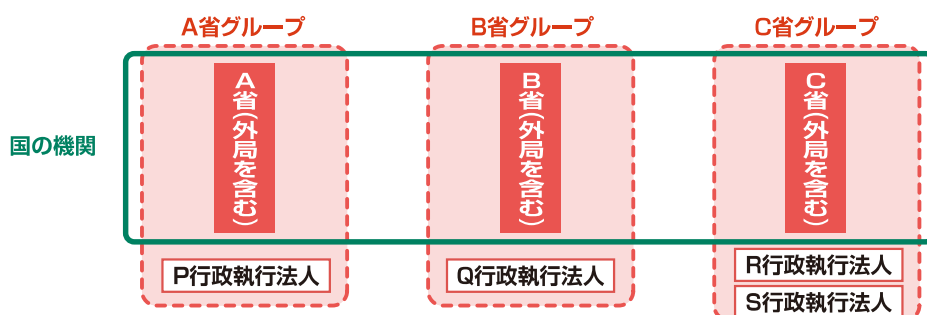 A省グループ
B省グループ
C省グループ
国の機関
A省(外局を含む)
B省(外局を含む)
C省(外局を含む)
P行政執行法人
Q行政執行法人
R行政執行法人
S行政執行法人